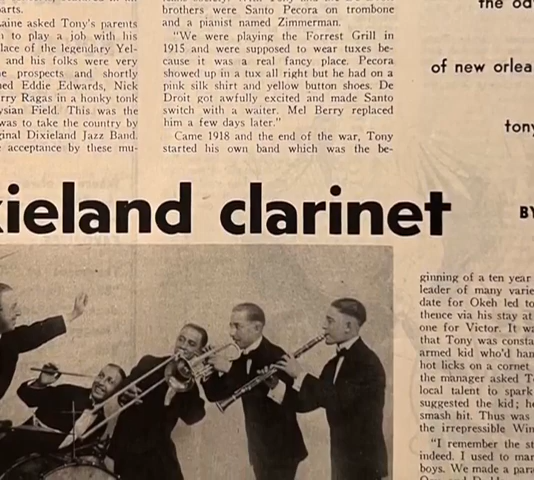 parts.
Laine asked Tony's parents
to play a job with his
place of the legendary Yel-
and his folks were very
prospects and shortly
Eddie Edwards, Nick
Ragas in a honky tonk
Field. This was the
was to take the country by
Dixieland Jazz Band.
acceptance by these mu-
brothers were Santo Pecora on trombone
and a pianist named Zimmerman.
"We were playing the Forrest Grill in
1915 and were supposed to wear tuxes be-
cause it was a real fancy place. Pecora
showed up in a tux all right but he had on a
pink silk shirt and yellow button shoes. De
Droit got awfully excited and made Santo
switch with a waiter. Mel Berry replaced
him a few days later."
Came 1918 and the end of the war, Tony
started his own band which was the be-
the
of new orlea
tony
BY
xieland clarinet
ginning of a ten year
leader of many varie
date for Okeh led to
thence via his stay at
one for Victor. It wa
that Tony was consta
armed kid who'd han
hot licks on a cornet
the manager asked T
local talent to spark
suggested the kid; he
smash hit. Thus was
the irrepressible Win
"I remember the st
indeed. I used to mar
boys. We made a para